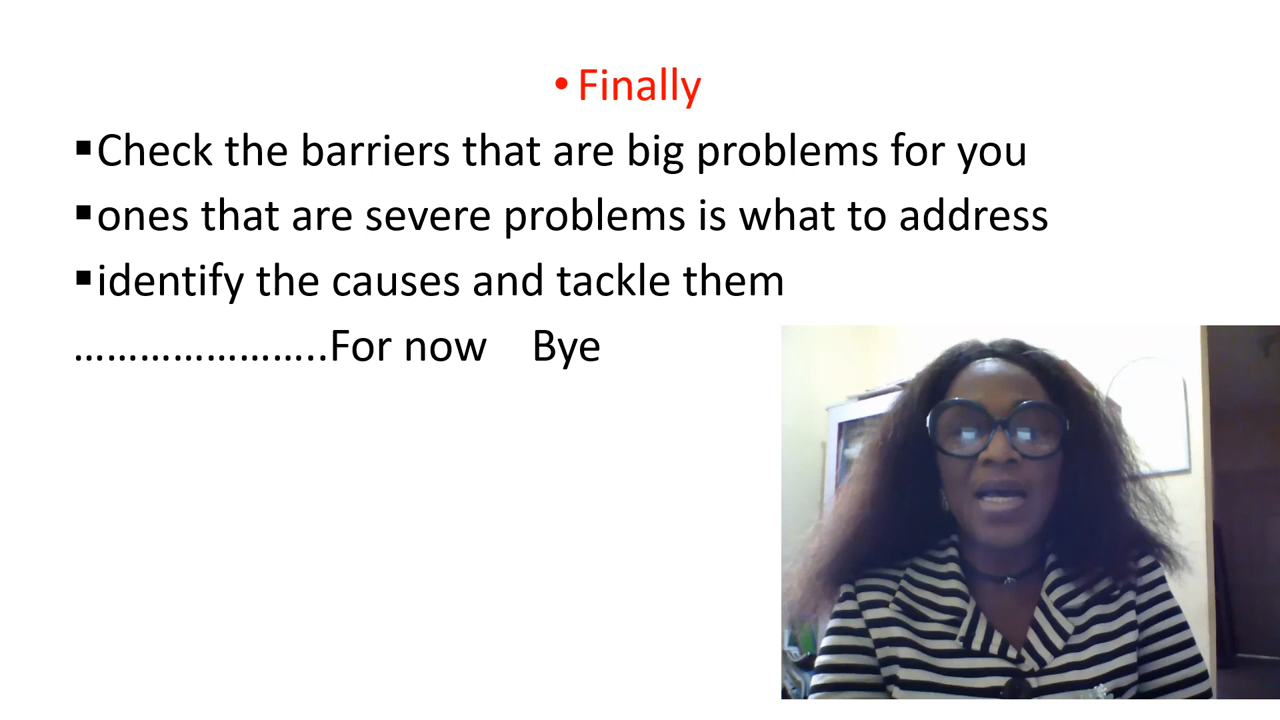 • Finally
▪Check the barriers that are big problems for you
▪ones that are severe problems is what to address
▪identify the causes and tackle them
…………………..For now Bye